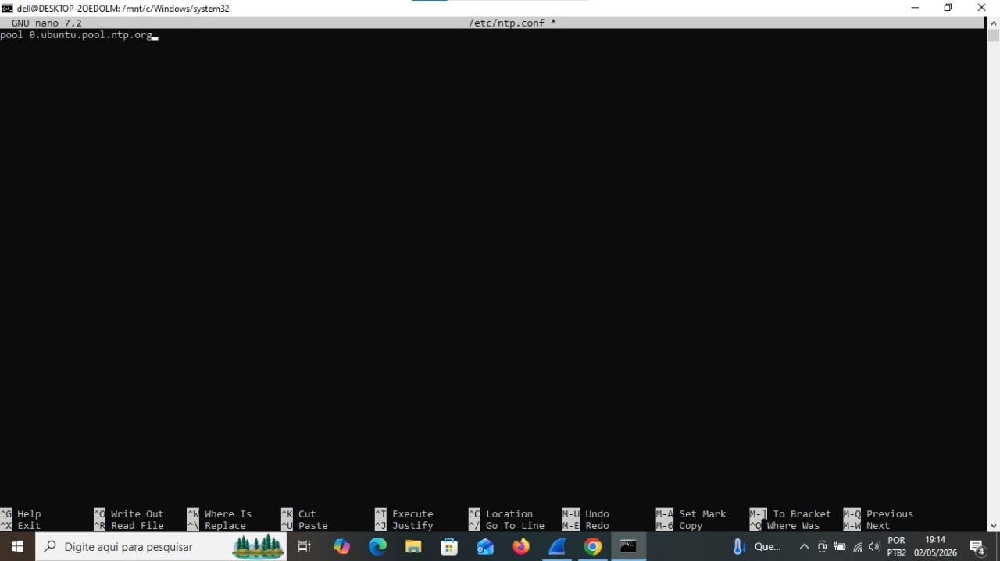 dell@DESKTOP-2QEDOLM: /mnt/c/Windows/system32
GNU nano 7.2 /etc/ntp.conf *
pool 0.ubuntu.pool.ntp.org
^G Help ^O Write Out ^W Where Is ^K Cut ^T Execute ^C Location M-U Undo M-A Set Mark M-] To Bracket M-Q Previous
^X Exit ^R Read File ^\ Replace ^U Paste ^J Justify ^/ Go To Line M-E Redo M-6 Copy ^Q Where Was M-W Next
Digite aqui para pesquisar Que... POR 19:14
PTB2 02/05/2026 4